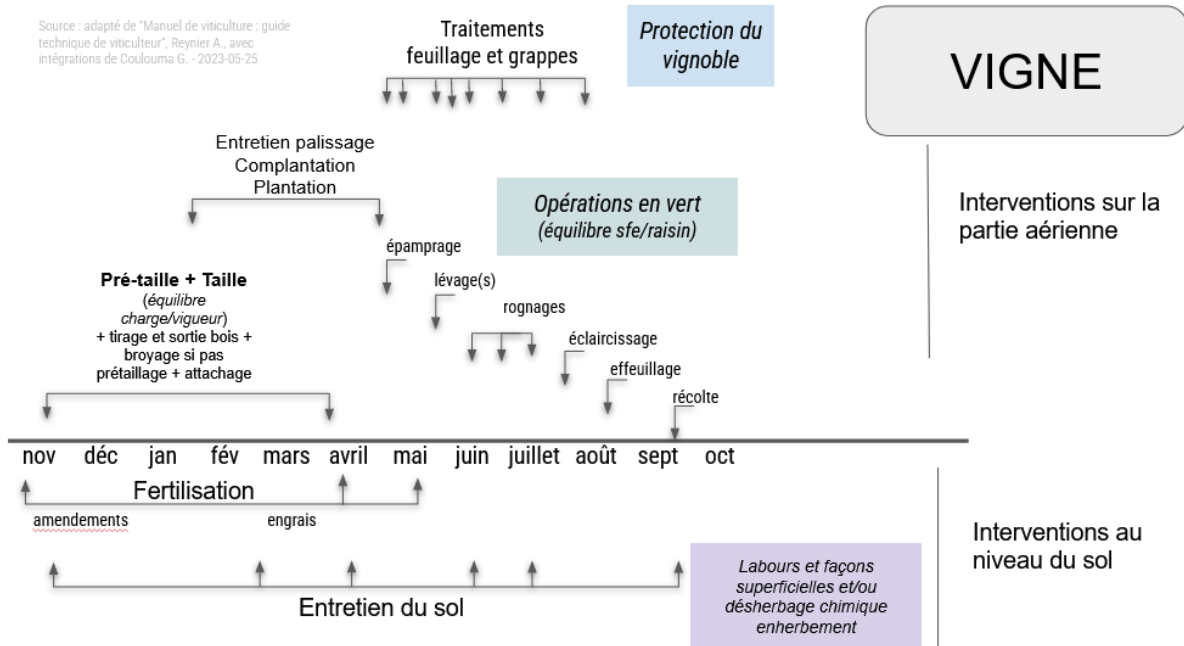 Source : adapté de "Manuel de viticulture : guide
technique de viticulteur", Reynier A., avec
intégrations de Coulouma G. - 2023-05-25
Traitements
feuillage et grappes
Protection du
vignoble
VIGNE
Entretien palissage
Complantation
Plantation
Opérations en vert
(équilibre sfe/raisin)
Interventions sur la
partie aérienne
épamprage
Pré-taille + Taille
(équilibre
charge/vigueur)
+ tirage et sortie bois +
broyage si pas
prétaillage + attachage
lévage(s)
rognages
éclaircissage
effeuillage
récolte
nov déc jan fév mars avril mai juin juillet août sept oct
Fertilisation
amendements engrais
Interventions au
niveau du sol
Labours et façons
superficielles et/ou
désherbage chimique
enherbement
Entretien du sol